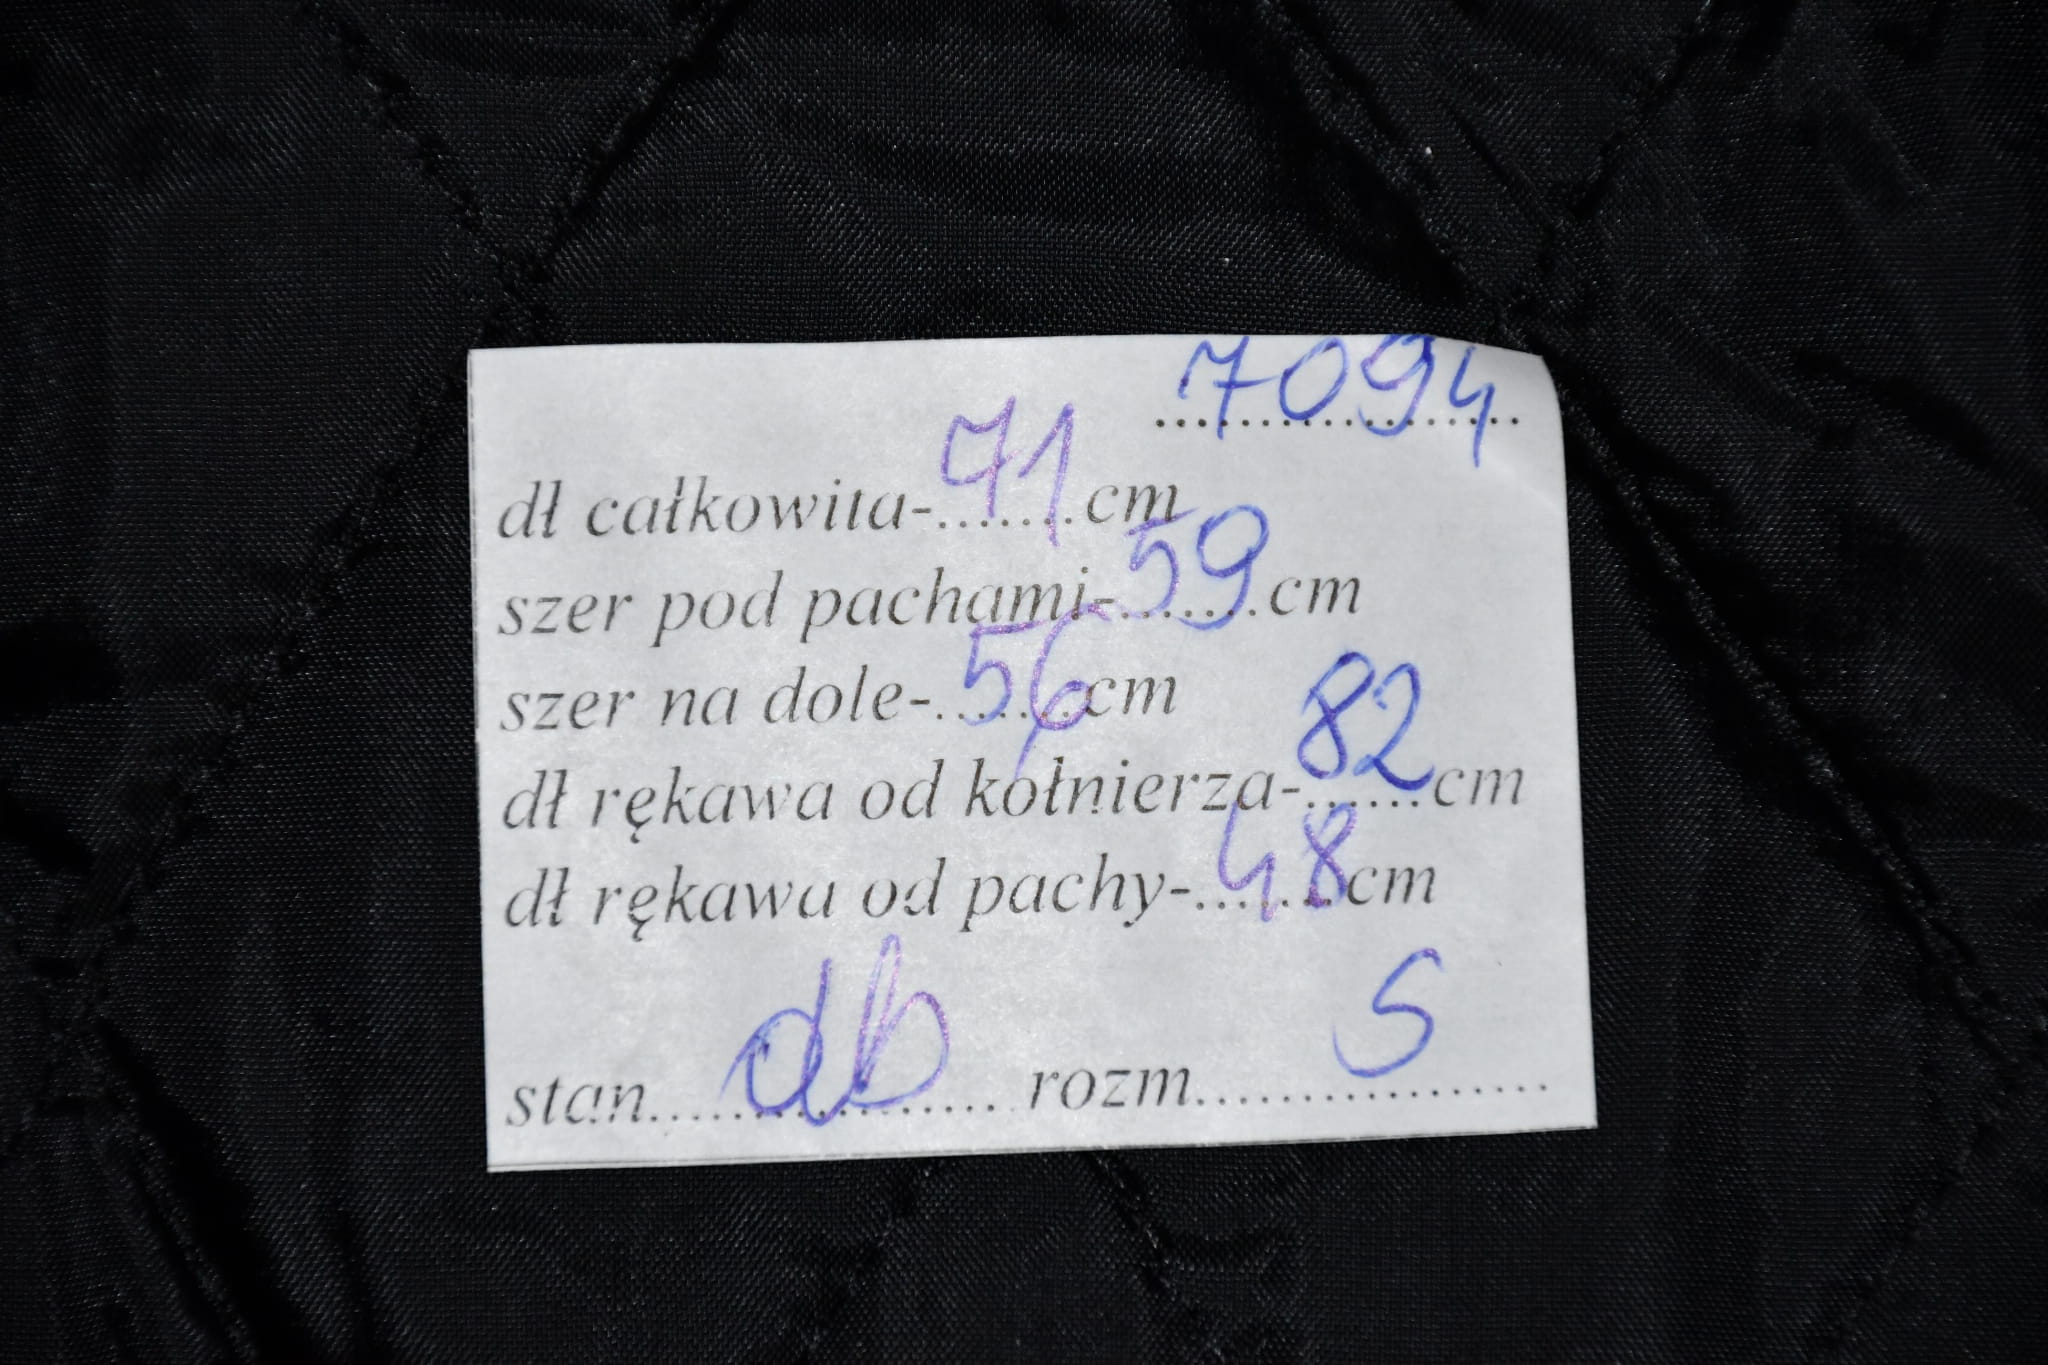 7094
dł całkowita-71cm
szer pod pachami-59cm
szer na dole-56cm
dł rękawa od kołnierza-82cm
dł rękawa od pachy-48cm
stan....db.... rozm....S....